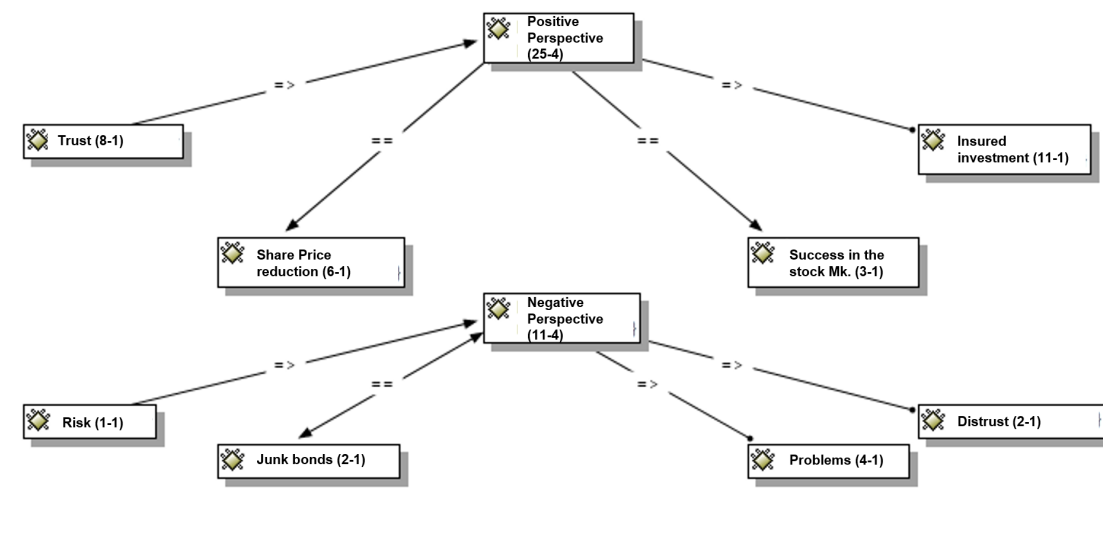 Positive
Perspective
(25-4)
=>
=>
Trust (8-1)
==
==
Insured
investment (11-1)
Share Price
reduction (6-1)
Success in the
stock Mk. (3-1)
Negative
Perspective
(11-4)
=>
=>
==
=>
Risk (1-1)
Distrust (2-1)
Junk bonds (2-1)
Problems (4-1)